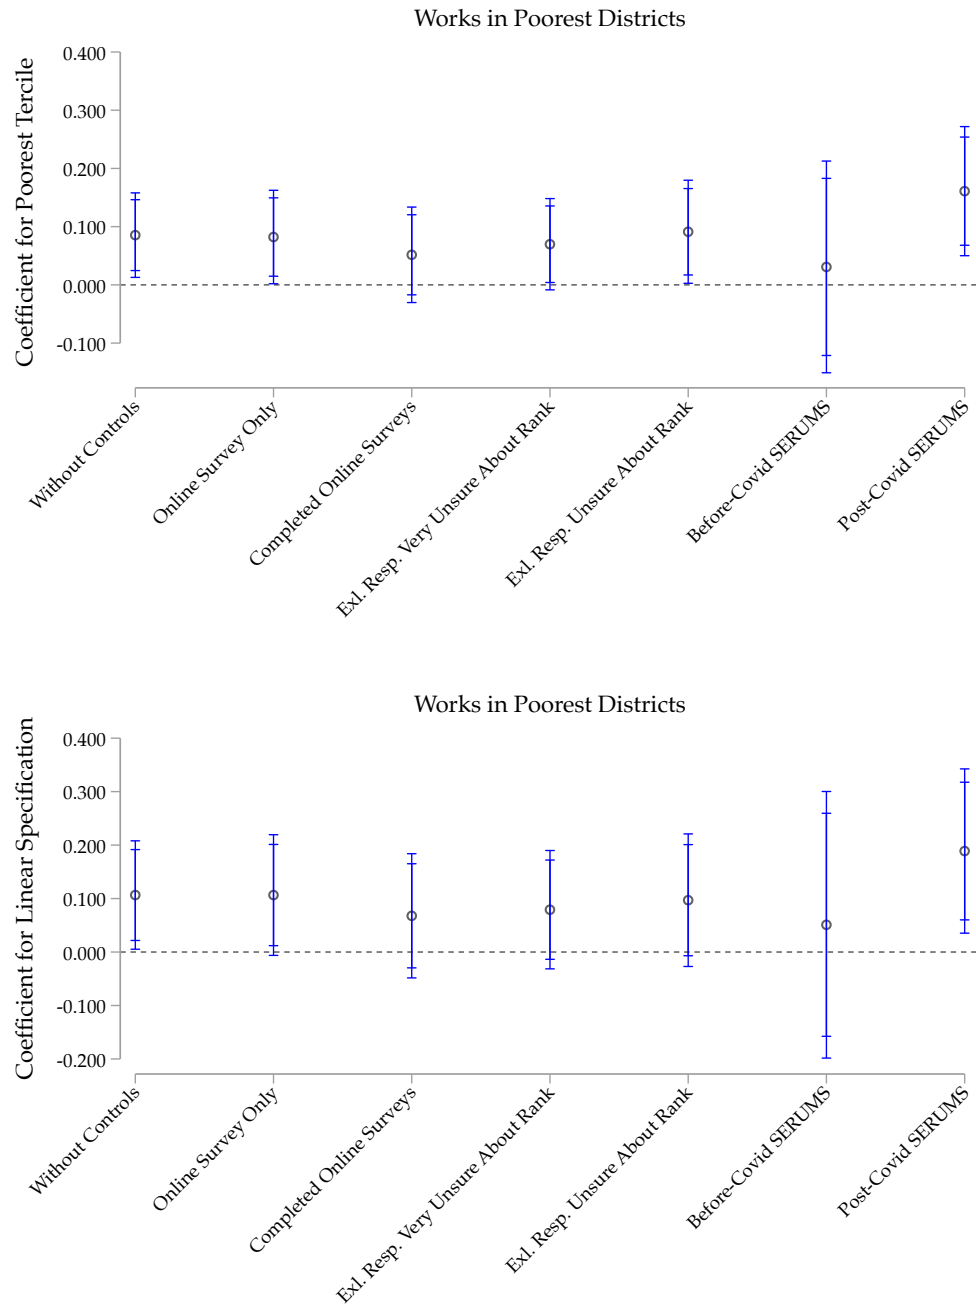 Works in Poorest Districts
Coefficient for Poorest Tercile
0.400
0.300
0.200
0.100
0.000
-0.100
Without Controls
Online Survey Only
Completed Online Surveys
Exl. Resp. Very Unsure About Rank
Exl. Resp. Unsure About Rank
Before-Covid SERUMS
Post-Covid SERUMS
Works in Poorest Districts
Coefficient for Linear Specification
0.400
0.300
0.200
0.100
0.000
-0.100
-0.200
Without Controls
Online Survey Only
Completed Online Surveys
Exl. Resp. Very Unsure About Rank
Exl. Resp. Unsure About Rank
Before-Covid SERUMS
Post-Covid SERUMS